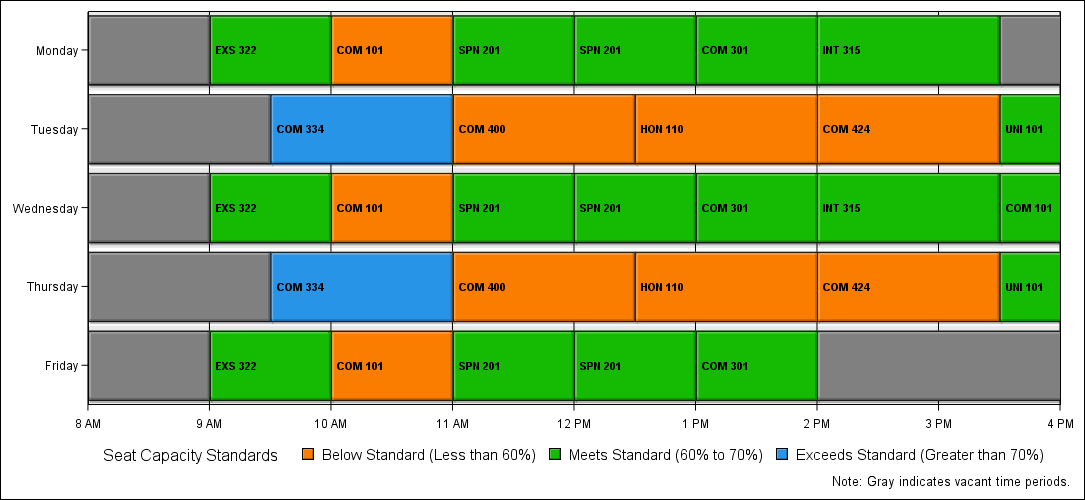 Monday EXS 322 COM 101 SPN 201 SPN 201 COM 301 INT 315
Tuesday COM 334 COM 400 HON 110 COM 424 UNI 101
Wednesday EXS 322 COM 101 SPN 201 SPN 201 COM 301 INT 315 COM 101
Thursday COM 334 COM 400 HON 110 COM 424 UNI 101
Friday EXS 322 COM 101 SPN 201 SPN 201 COM 301
8 AM 9 AM 10 AM 11 AM 12 PM 1 PM 2 PM 3 PM 4 PM
Seat Capacity Standards Below Standard (Less than 60%) Meets Standard (60% to 70%) Exceeds Standard (Greater than 70%)
Note: Gray indicates vacant time periods.